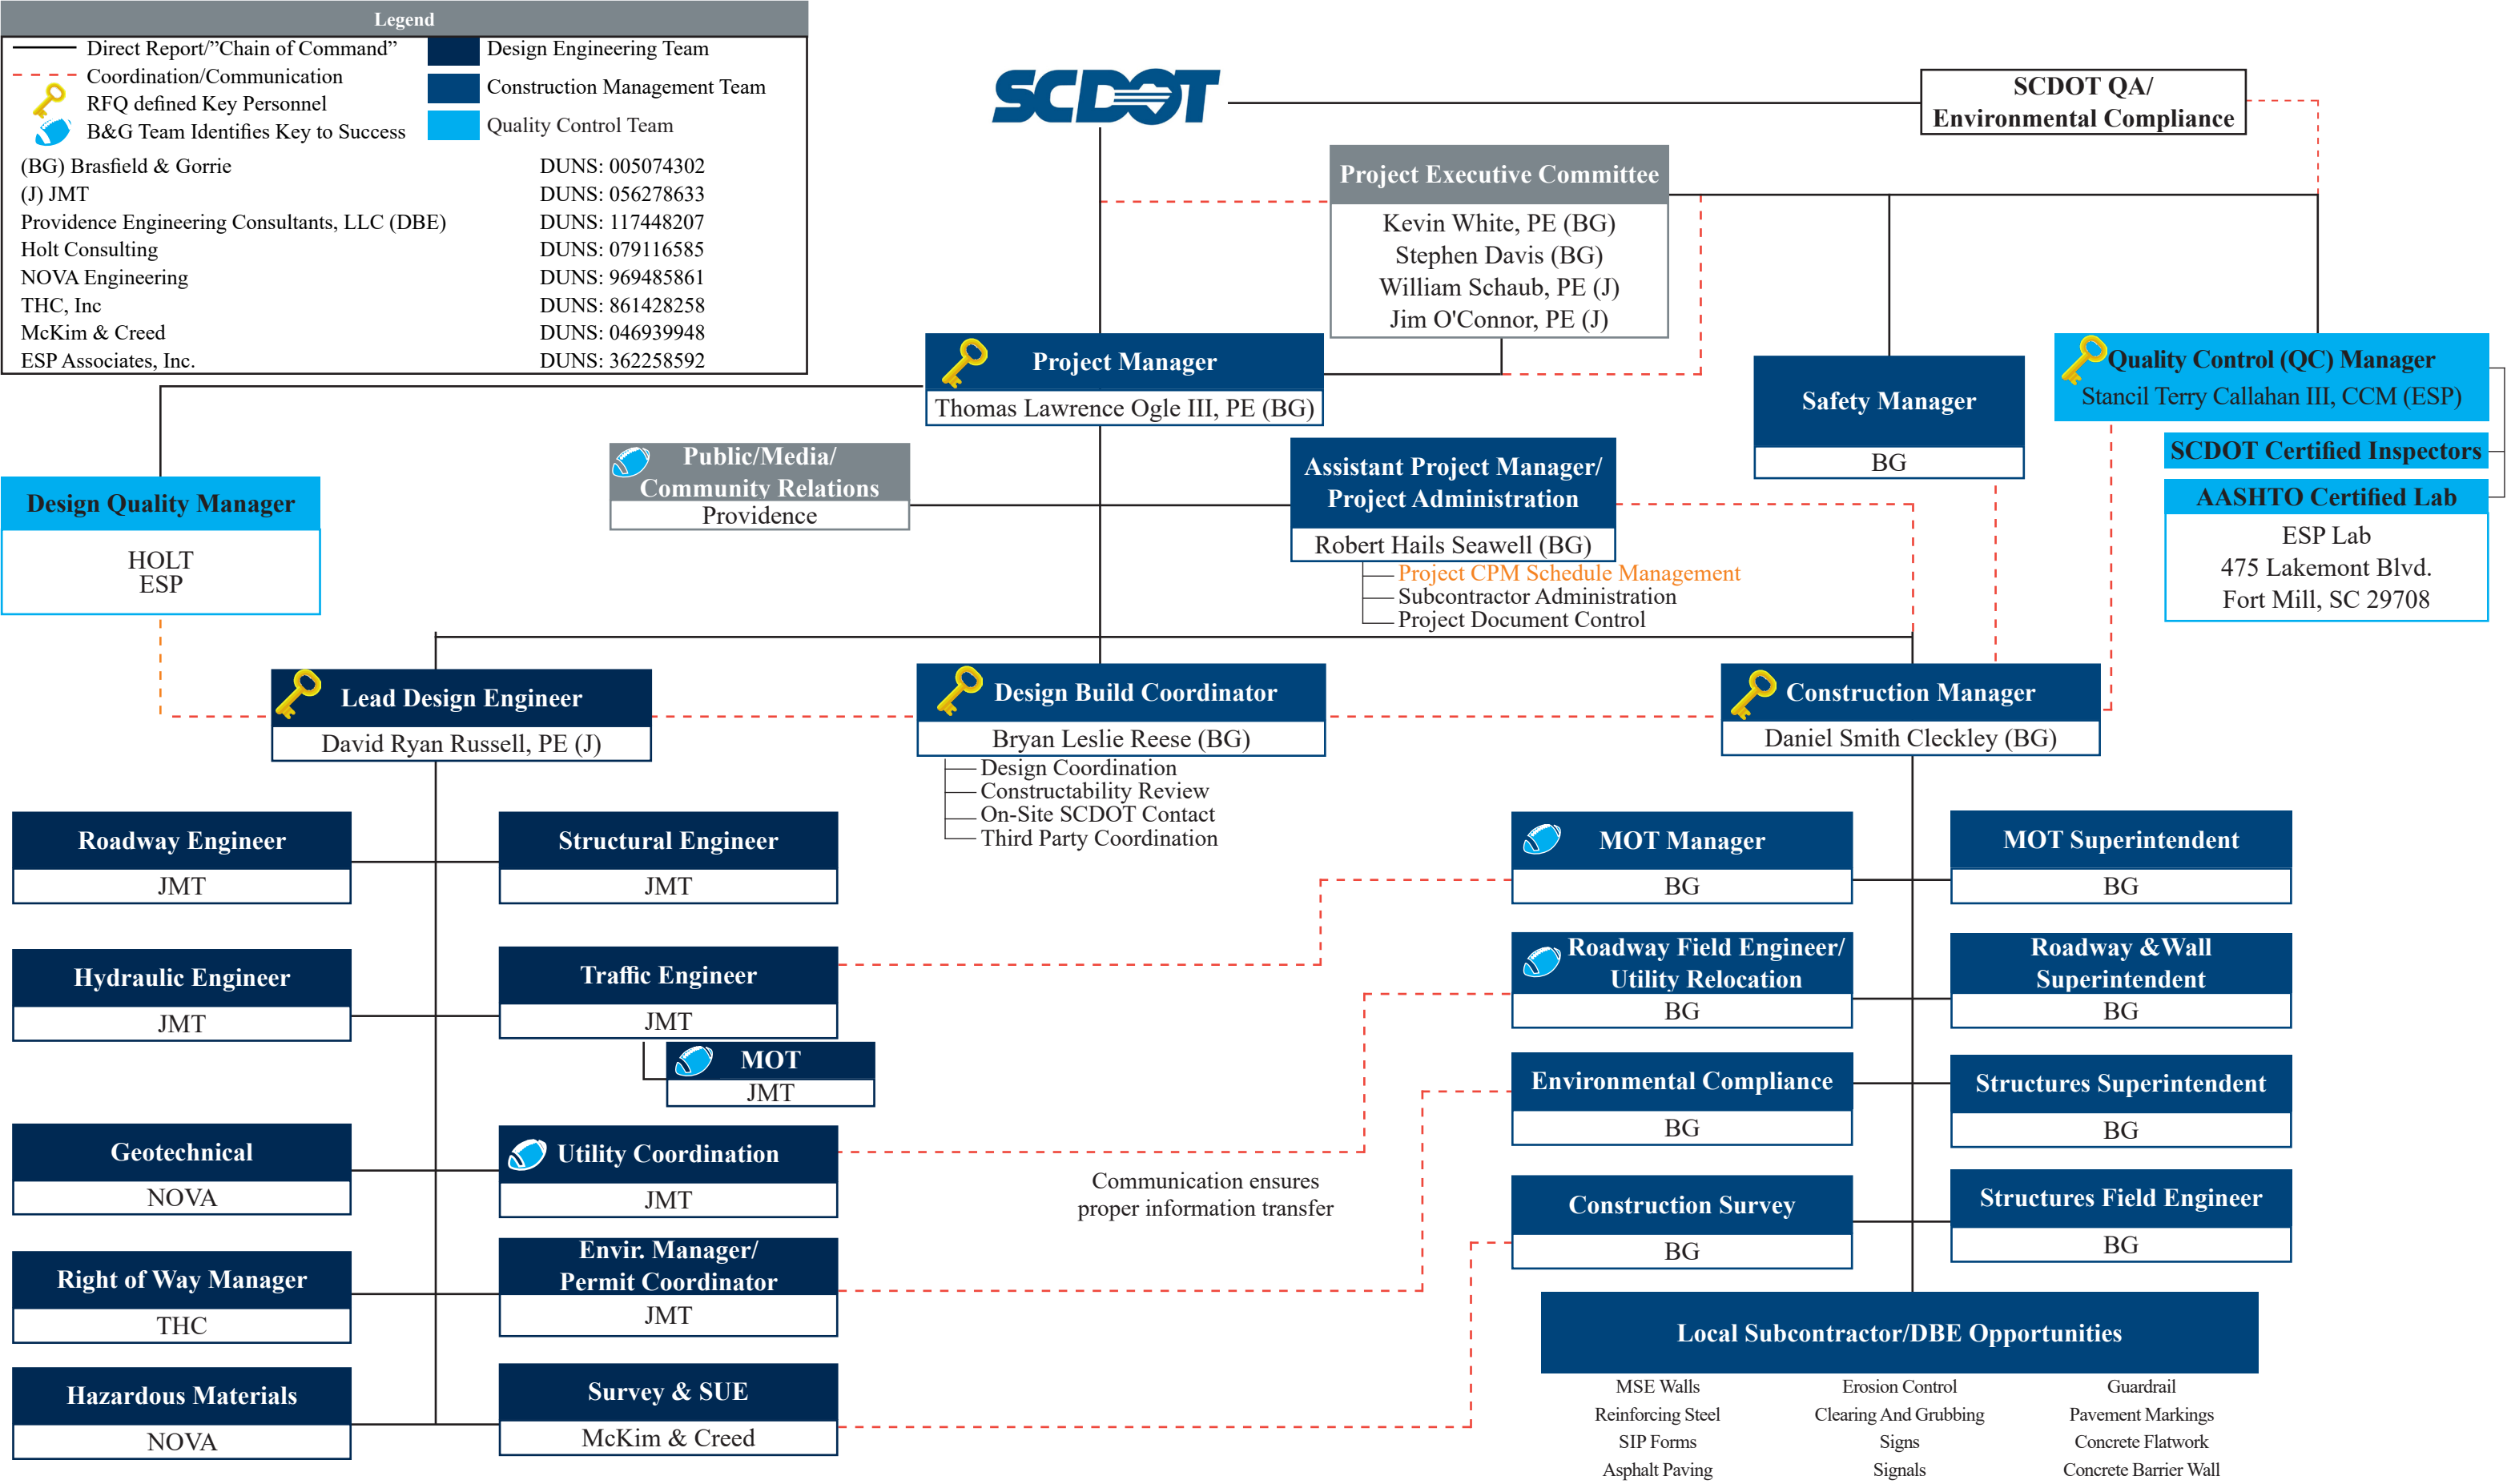 Legend
Direct Report/”Chain of Command”
Coordination/Communication
RFQ defined Key Personnel
B&G Team Identifies Key to Success
Design Engineering Team
Construction Management Team
Quality Control Team
(BG) Brasfield & Gorrie DUNS: 005074302
(J) JMT DUNS: 056278633
Providence Engineering Consultants, LLC (DBE) DUNS: 117448207
Holt Consulting DUNS: 079116585
NOVA Engineering DUNS: 969485861
THC, Inc DUNS: 861428258
McKim & Creed DUNS: 046939948
ESP Associates, Inc. DUNS: 362258592
SCDOT
SCDOT QA/
Environmental Compliance
Project Executive Committee
Kevin White, PE (BG)
Stephen Davis (BG)
William Schaub, PE (J)
Jim O'Connor, PE (J)
Project Manager
Thomas Lawrence Ogle III, PE (BG)
Safety Manager
BG
Quality Control (QC) Manager
Stancil Terry Callahan III, CCM (ESP)
SCDOT Certified Inspectors
AASHTO Certified Lab
ESP Lab
475 Lakemont Blvd.
Fort Mill, SC 29708
Public/Media/
Community Relations
Providence
Assistant Project Manager/
Project Administration
Robert Hails Seawell (BG)
Project CPM Schedule Management
Subcontractor Administration
Project Document Control
Design Quality Manager
HOLT
ESP
Lead Design Engineer
David Ryan Russell, PE (J)
Design Build Coordinator
Bryan Leslie Reese (BG)
Design Coordination
Constructability Review
On-Site SCDOT Contact
Third Party Coordination
Construction Manager
Daniel Smith Cleckley (BG)
Roadway Engineer
JMT
Structural Engineer
JMT
Hydraulic Engineer
JMT
Traffic Engineer
JMT
MOT
JMT
Geotechnical
NOVA
Utility Coordination
JMT
Right of Way Manager
THC
Envir. Manager/
Permit Coordinator
JMT
Hazardous Materials
NOVA
Survey & SUE
McKim & Creed
Communication ensures
proper information transfer
MOT Manager
BG
MOT Superintendent
BG
Roadway Field Engineer/
Utility Relocation
BG
Roadway &Wall
Superintendent
BG
Environmental Compliance
BG
Structures Superintendent
BG
Construction Survey
BG
Structures Field Engineer
BG
Local Subcontractor/DBE Opportunities
MSE Walls Erosion Control Guardrail
Reinforcing Steel Clearing And Grubbing Pavement Markings
SIP Forms Signs Concrete Flatwork
Asphalt Paving Signals Concrete Barrier Wall